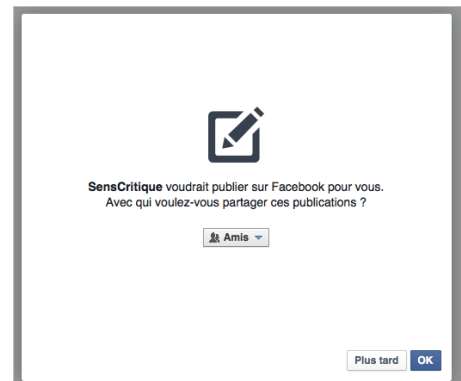 SensCritique voudrait publier sur Facebook pour vous.
Avec qui voulez-vous partager ces publications ?
Amis
Plus tard OK